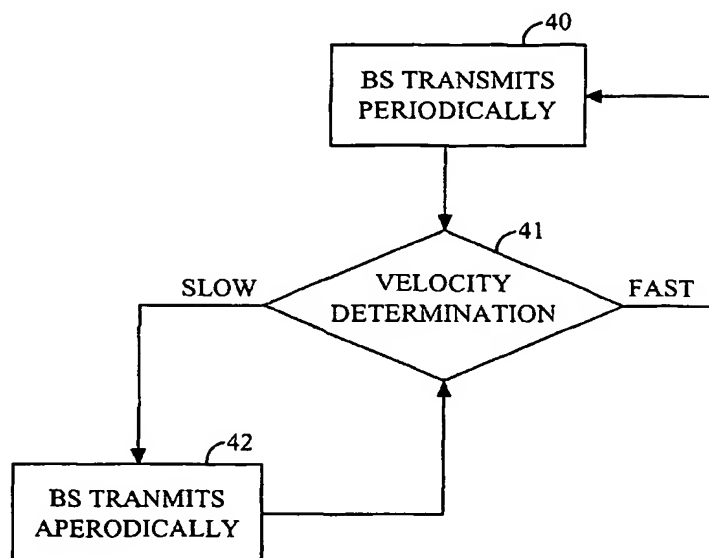 40
BS TRANSMITS
PERIODICALLY
41
VELOCITY
DETERMINATION
SLOW
FAST
42
BS TRANMITS
APERODICALLY